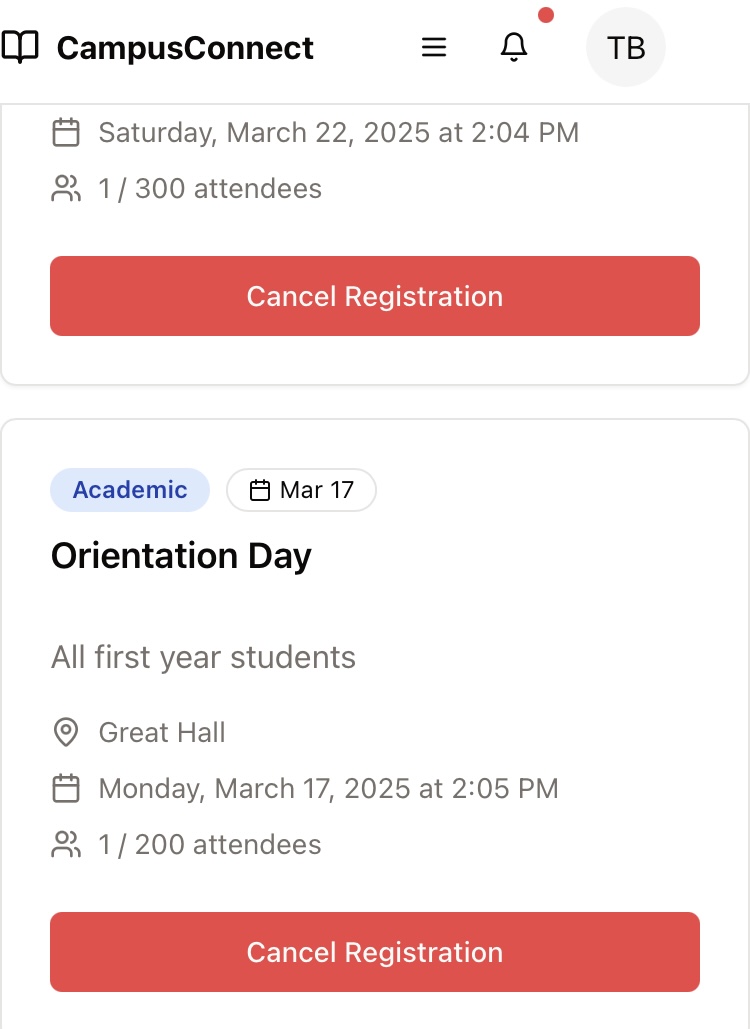 CampusConnect
TB
Saturday, March 22, 2025 at 2:04 PM
1 / 300 attendees
Cancel Registration
Academic
Mar 17
Orientation Day
All first year students
Great Hall
Monday, March 17, 2025 at 2:05 PM
1 / 200 attendees
Cancel Registration